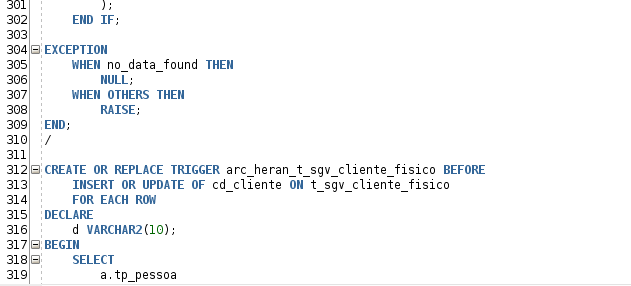 301 );
302 END IF;
303
304 EXCEPTION
305 WHEN no_data_found THEN
306 NULL;
307 WHEN OTHERS THEN
308 RAISE;
309 END;
310 /
311
312 CREATE OR REPLACE TRIGGER arc_heran_t_sgv_cliente_fisico BEFORE
313 INSERT OR UPDATE OF cd_cliente ON t_sgv_cliente_fisico
314 FOR EACH ROW
315 DECLARE
316 d VARCHAR2(10);
317 BEGIN
318 SELECT
319 a.tp_pessoa